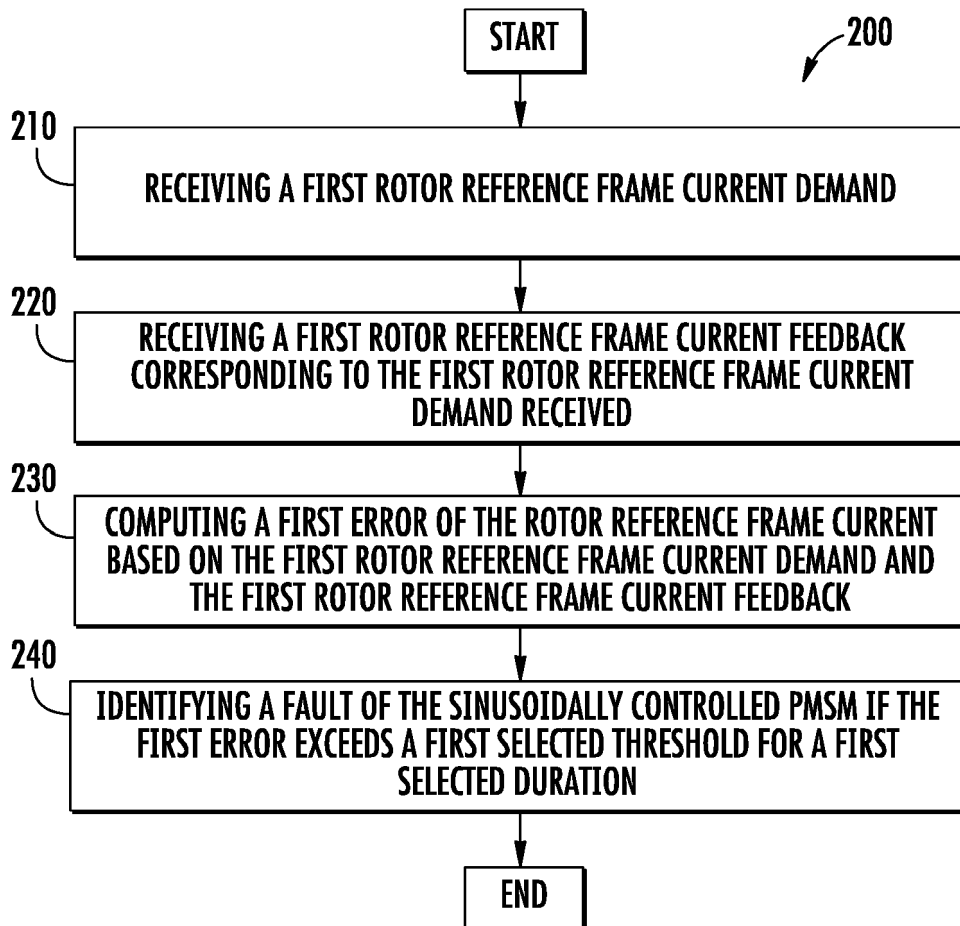 START
200
210
RECEIVING A FIRST ROTOR REFERENCE FRAME CURRENT DEMAND
220
RECEIVING A FIRST ROTOR REFERENCE FRAME CURRENT FEEDBACK
CORRESPONDING TO THE FIRST ROTOR REFERENCE FRAME CURRENT
DEMAND RECEIVED
230
COMPUTING A FIRST ERROR OF THE ROTOR REFERENCE FRAME CURRENT
BASED ON THE FIRST ROTOR REFERENCE FRAME CURRENT DEMAND AND
THE FIRST ROTOR REFERENCE FRAME CURRENT FEEDBACK
240
IDENTIFYING A FAULT OF THE SINUSOIDALLY CONTROLLED PMSM IF THE
FIRST ERROR EXCEEDS A FIRST SELECTED THRESHOLD FOR A FIRST
SELECTED DURATION
END